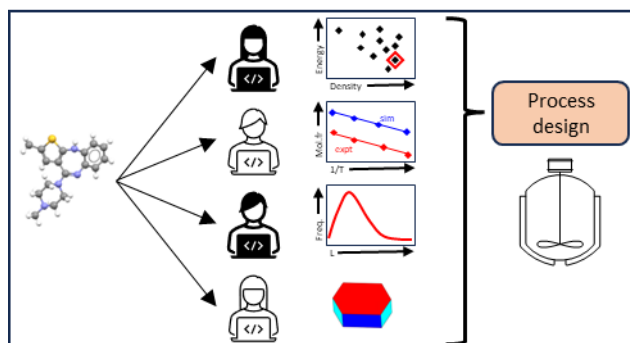 Energy
Density
Mol.fr
sim
expt
1/T
Freq.
L
Process
design
</>
</>
</>
</>